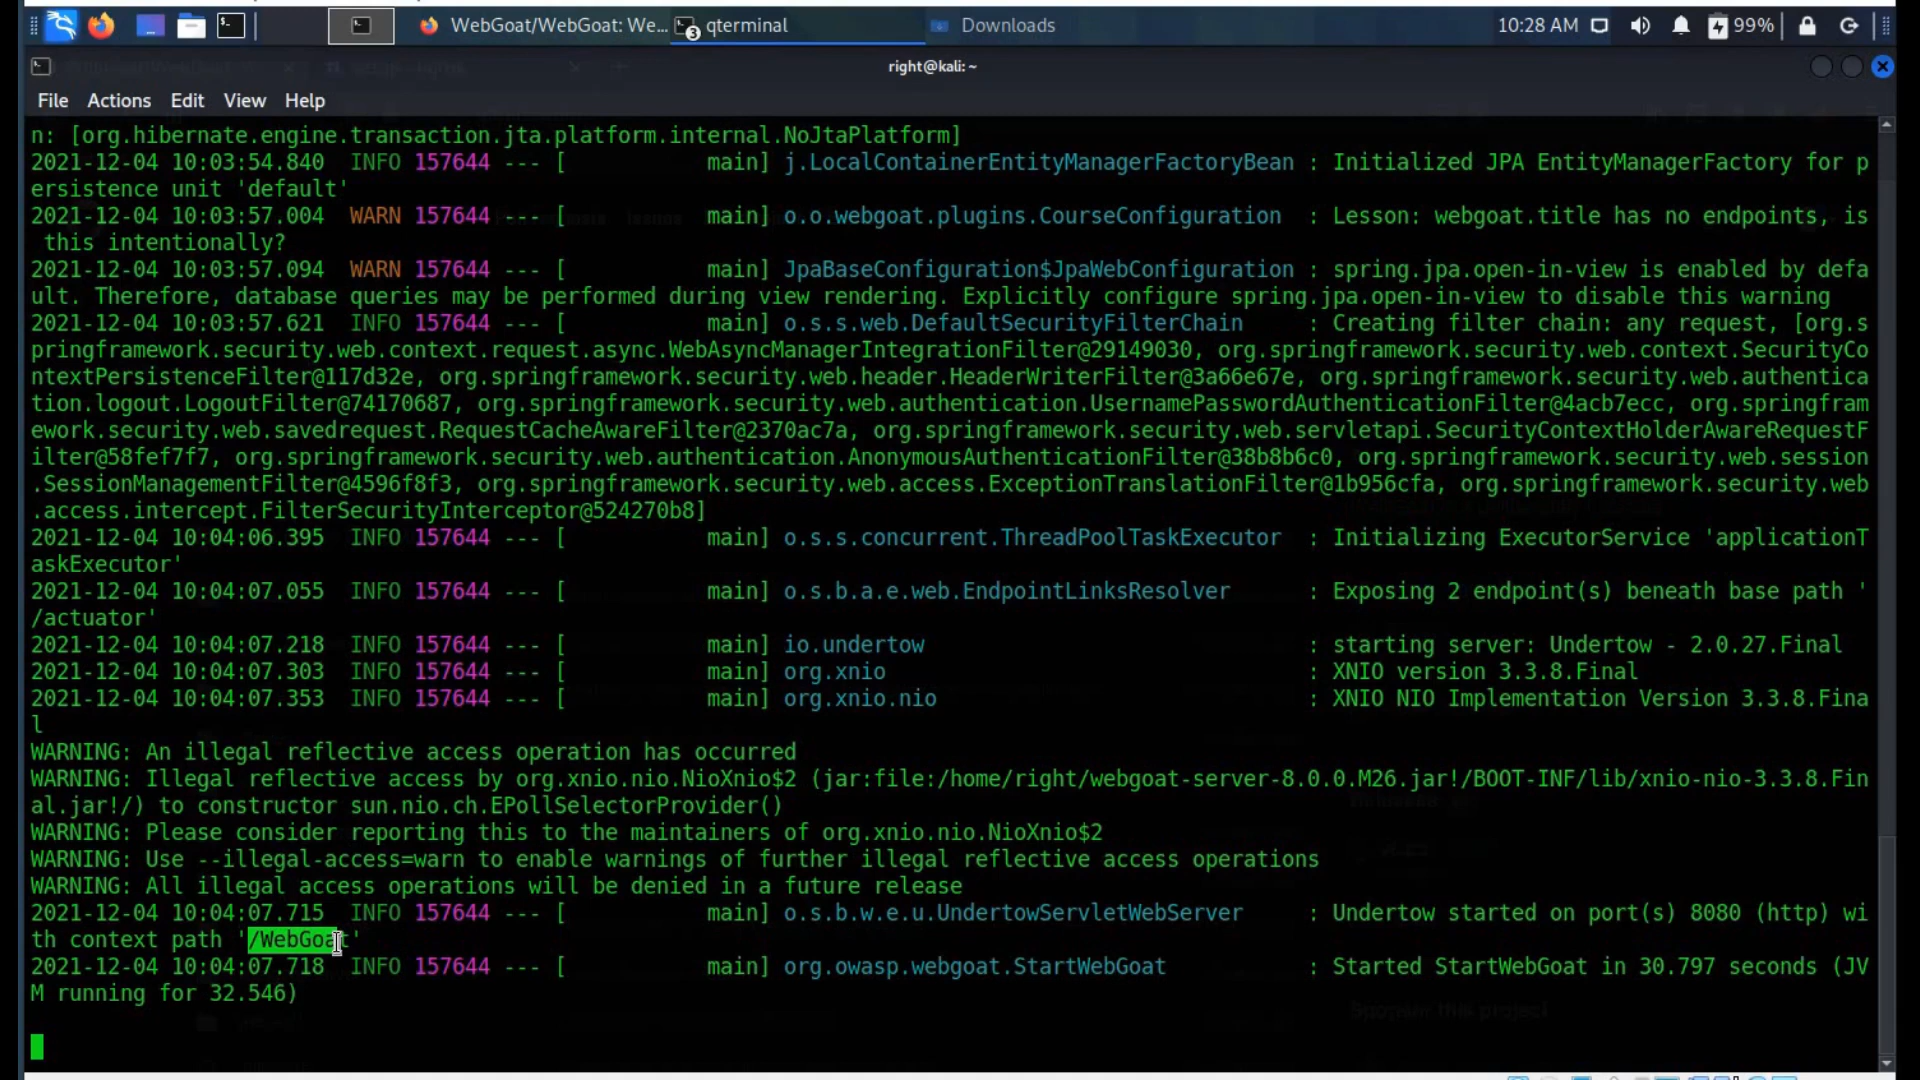 WebGoat/WebGoat: We... qterminal Downloads 10:28 AM 99%
3
right@kali: ~
File Actions Edit View Help
n: [org.hibernate.engine.transaction.jta.platform.internal.NoJtaPlatform]
2021-12-04 10:03:54.840  INFO 157644 --- [           main] j.LocalContainerEntityManagerFactoryBean : Initialized JPA EntityManagerFactory for p
ersistence unit 'default'
2021-12-04 10:03:57.004  WARN 157644 --- [           main] o.o.webgoat.plugins.CourseConfiguration  : Lesson: webgoat.title has no endpoints, is
 this intentionally?
2021-12-04 10:03:57.094  WARN 157644 --- [           main] JpaBaseConfiguration$JpaWebConfiguration : spring.jpa.open-in-view is enabled by defa
ult. Therefore, database queries may be performed during view rendering. Explicitly configure spring.jpa.open-in-view to disable this warning
2021-12-04 10:03:57.621  INFO 157644 --- [           main] o.s.s.web.DefaultSecurityFilterChain     : Creating filter chain: any request, [org.s
pringframework.security.web.context.request.async.WebAsyncManagerIntegrationFilter@29149030, org.springframework.security.web.context.SecurityCo
ntextPersistenceFilter@117d32e, org.springframework.security.web.header.HeaderWriterFilter@3a66e67e, org.springframework.security.web.authentica
tion.logout.LogoutFilter@74170687, org.springframework.security.web.authentication.UsernamePasswordAuthenticationFilter@4acb7ecc, org.springfram
ework.security.web.savedrequest.RequestCacheAwareFilter@2370ac7a, org.springframework.security.web.servletapi.SecurityContextHolderAwareRequestF
ilter@58fef7f7, org.springframework.security.web.authentication.AnonymousAuthenticationFilter@38b8b6c0, org.springframework.security.web.session
.SessionManagementFilter@4596f8f3, org.springframework.security.web.access.ExceptionTranslationFilter@1b956cfa, org.springframework.security.web
.access.intercept.FilterSecurityInterceptor@524270b8]
2021-12-04 10:04:06.395  INFO 157644 --- [           main] o.s.s.concurrent.ThreadPoolTaskExecutor  : Initializing ExecutorService 'applicationT
askExecutor'
2021-12-04 10:04:07.055  INFO 157644 --- [           main] o.s.b.a.e.web.EndpointLinksResolver      : Exposing 2 endpoint(s) beneath base path '
/actuator'
2021-12-04 10:04:07.218  INFO 157644 --- [           main] io.undertow                              : starting server: Undertow - 2.0.27.Final
2021-12-04 10:04:07.303  INFO 157644 --- [           main] org.xnio                                 : XNIO version 3.3.8.Final
2021-12-04 10:04:07.353  INFO 157644 --- [           main] org.xnio.nio                             : XNIO NIO Implementation Version 3.3.8.Fina
l
WARNING: An illegal reflective access operation has occurred
WARNING: Illegal reflective access by org.xnio.nio.NioXnio$2 (jar:file:/home/right/webgoat-server-8.0.0.M26.jar!/BOOT-INF/lib/xnio-nio-3.3.8.Fin
al.jar!/) to constructor sun.nio.ch.EPollSelectorProvider()
WARNING: Please consider reporting this to the maintainers of org.xnio.nio.NioXnio$2
WARNING: Use --illegal-access=warn to enable warnings of further illegal reflective access operations
WARNING: All illegal access operations will be denied in a future release
2021-12-04 10:04:07.715  INFO 157644 --- [           main] o.s.b.w.e.u.UndertowServletWebServer     : Undertow started on port(s) 8080 (http) wi
th context path '/WebGoat'
2021-12-04 10:04:07.718  INFO 157644 --- [           main] org.owasp.webgoat.StartWebGoat           : Started StartWebGoat in 30.797 seconds (JV
M running for 32.546)
Sponsor this project